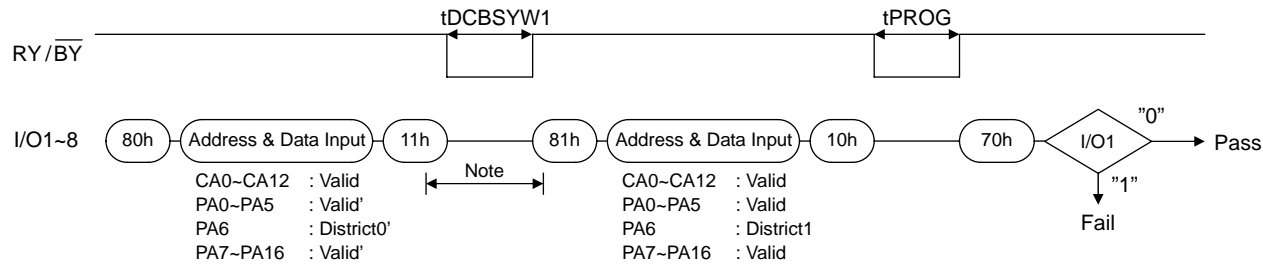 tDCBSYW1 tPROG
RY/BY
I/O1~8 80h Address & Data Input 11h 81h Address & Data Input 10h 70h I/O1 "0" Pass
Note
"1"
Fail
CA0~CA12 : Valid
PA0~PA5 : Valid'
PA6 : District0'
PA7~PA16 : Valid'
CA0~CA12 : Valid
PA0~PA5 : Valid
PA6 : District1
PA7~PA16 : Valid